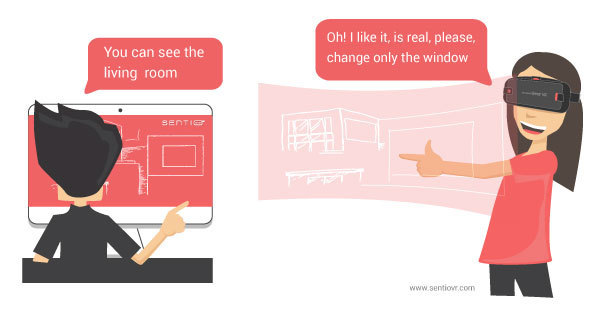 You can see the
living room
Oh! I like it, is real, please,
change only the window
SENTIO
www.sentiovr.com